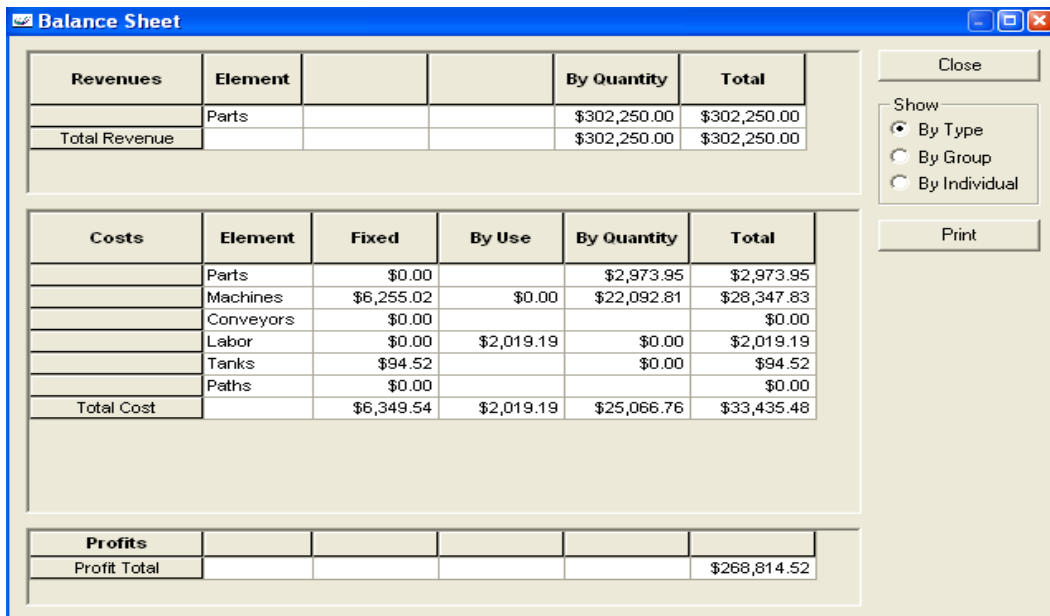 Balance Sheet
Revenues Element By Quantity Total
Parts $302,250.00 $302,250.00
Total Revenue $302,250.00 $302,250.00
Costs Element Fixed By Use By Quantity Total
Parts $0.00 $2,973.95 $2,973.95
Machines $6,255.02 $0.00 $22,092.81 $28,347.83
Conveyors $0.00 $0.00
Labor $0.00 $2,019.19 $0.00 $2,019.19
Tanks $94.52 $0.00 $94.52
Paths $0.00 $0.00
Total Cost $6,349.54 $2,019.19 $25,066.76 $33,435.48
Profits
Profit Total $268,814.52
Close
Show
By Type
By Group
By Individual
Print